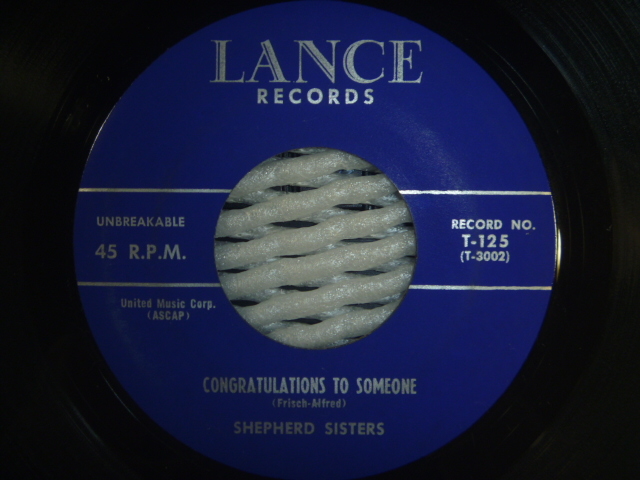 LANCE
RECORDS
UNBREAKABLE
45 R.P.M.
RECORD NO.
T-125
(T-3002)
United Music Corp.
(ASCAP)
CONGRATULATIONS TO SOMEONE
(Frisch-Alfred)
SHEPHERD SISTERS